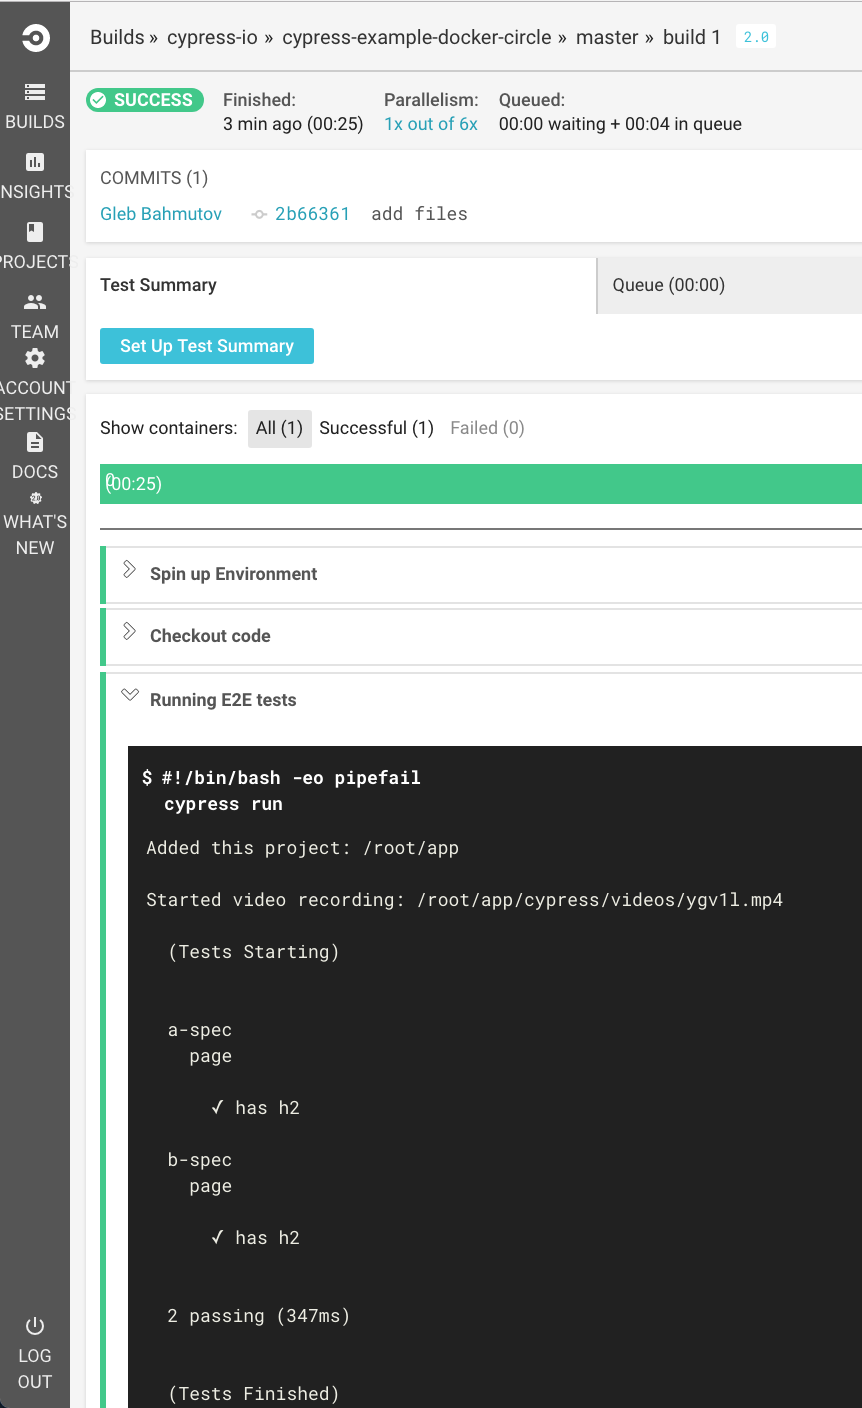 Builds » cypress-io » cypress-example-docker-circle » master » build 1 2.0
SUCCESS
Finished:
3 min ago (00:25)
Parallelism:
1x out of 6x
Queued:
00:00 waiting + 00:04 in queue
BUILDS
NSIGHTS
PROJECTS
TEAM
ACCOUNT
SETTINGS
DOCS
2.0
WHAT'S
NEW
LOG
OUT
COMMITS (1)
Gleb Bahmutov 2b66361 add files
Test Summary
Queue (00:00)
Set Up Test Summary
Show containers: All (1) Successful (1) Failed (0)
0
(00:25)
Spin up Environment
Checkout code
Running E2E tests
$ #!/bin/bash -eo pipefail
cypress run
Added this project: /root/app
Started video recording: /root/app/cypress/videos/ygv1l.mp4
(Tests Starting)
a-spec
page
✓ has h2
b-spec
page
✓ has h2
2 passing (347ms)
(Tests Finished)